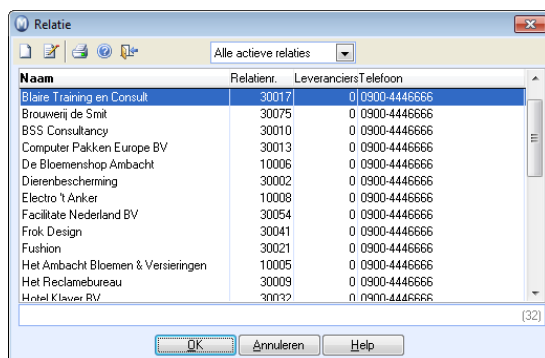 Relatie
Alle actieve relaties
Naam Relatienr. Leveranciers Telefoon
Blaire Training en Consult 30017 0 0900-4446666
Brouwerij de Smit 30075 0 0900-4446666
BSS Consultancy 30010 0 0900-4446666
Computer Pakken Europe BV 30013 0 0900-4446666
De Bloemenshop Ambacht 10006 0 0900-4446666
Dierenbescherming 30002 0 0900-4446666
Electro 't Anker 10008 0 0900-4446666
Facilitate Nederland BV 30054 0 0900-4446666
Frok Design 30041 0 0900-4446666
Fushion 30021 0 0900-4446666
Het Ambacht Bloemen & Versieringen 10005 0 0900-4446666
Het Reclamebureau 30009 0 0900-4446666
Hotel Klaver BV 30032 0 0900-4446666
(32)
OK Annuleren Help